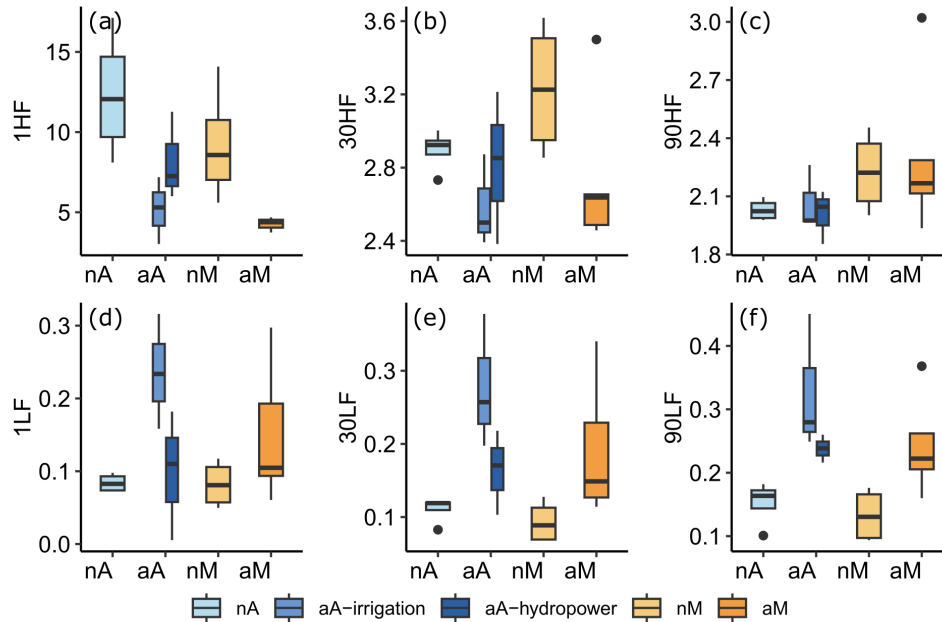 (a)
1HF
15
10
5
nA aA nM aM
(b)
30HF
3.6
3.2
2.8
2.4
nA aA nM aM
(c)
90HF
3.0
2.6
2.2
2.1
1.8
nA aA nM aM
(d)
1LF
0.3
0.2
0.1
0.0
nA aA nM aM
(e)
30LF
0.3
0.2
0.1
nA aA nM aM
(f)
90LF
0.4
0.3
0.2
0.1
nA aA nM aM
nA aA−irrigation aA−hydropower nM aM